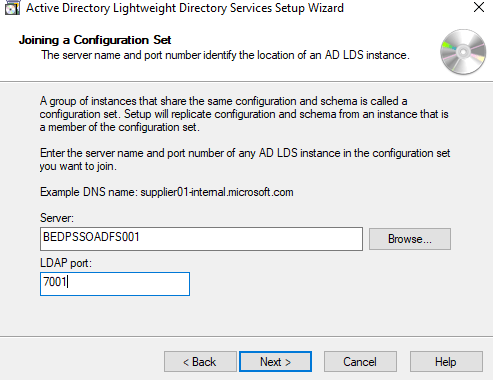 Active Directory Lightweight Directory Services Setup Wizard
Joining a Configuration Set
The server name and port number identify the location of an AD LDS instance.
A group of instances that share the same configuration and schema is called a
configuration set. Setup will replicate configuration and schema from an instance that is
a member of the configuration set.
Enter the server name and port number of any AD LDS instance in the configuration set
you want to join.
Example DNS name: supplier01-internal.microsoft.com
Server:
BEDPSSOADFS001
Browse...
LDAP port:
7001
< Back
Next >
Cancel
Help